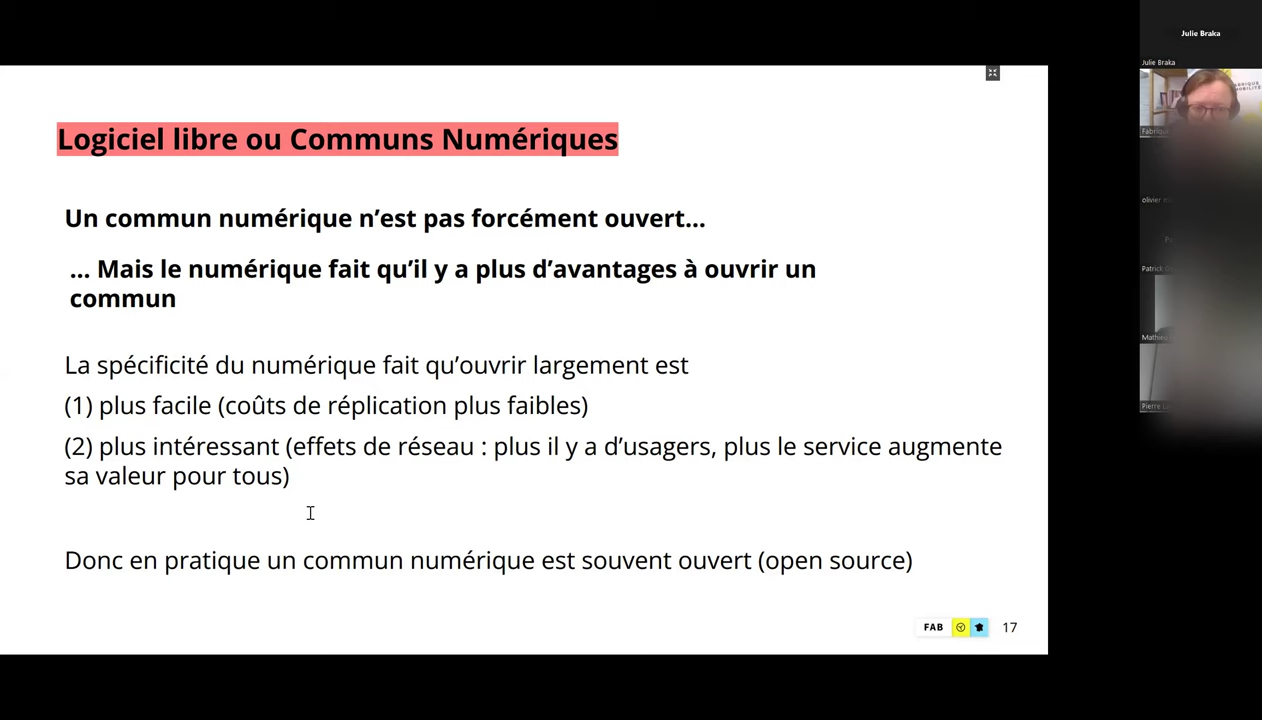 Julie Braka
Julie Braka
Logiciel libre ou Communs Numériques
Un commun numérique n’est pas forcément ouvert...
... Mais le numérique fait qu’il y a plus d’avantages à ouvrir un
commun
La spécificité du numérique fait qu’ouvrir largement est
(1) plus facile (coûts de réplication plus faibles)
(2) plus intéressant (effets de réseau : plus il y a d’usagers, plus le service augmente
sa valeur pour tous)
Donc en pratique un commun numérique est souvent ouvert (open source)
FAB
17
olivier
Patrick
Mathieu
Pierre